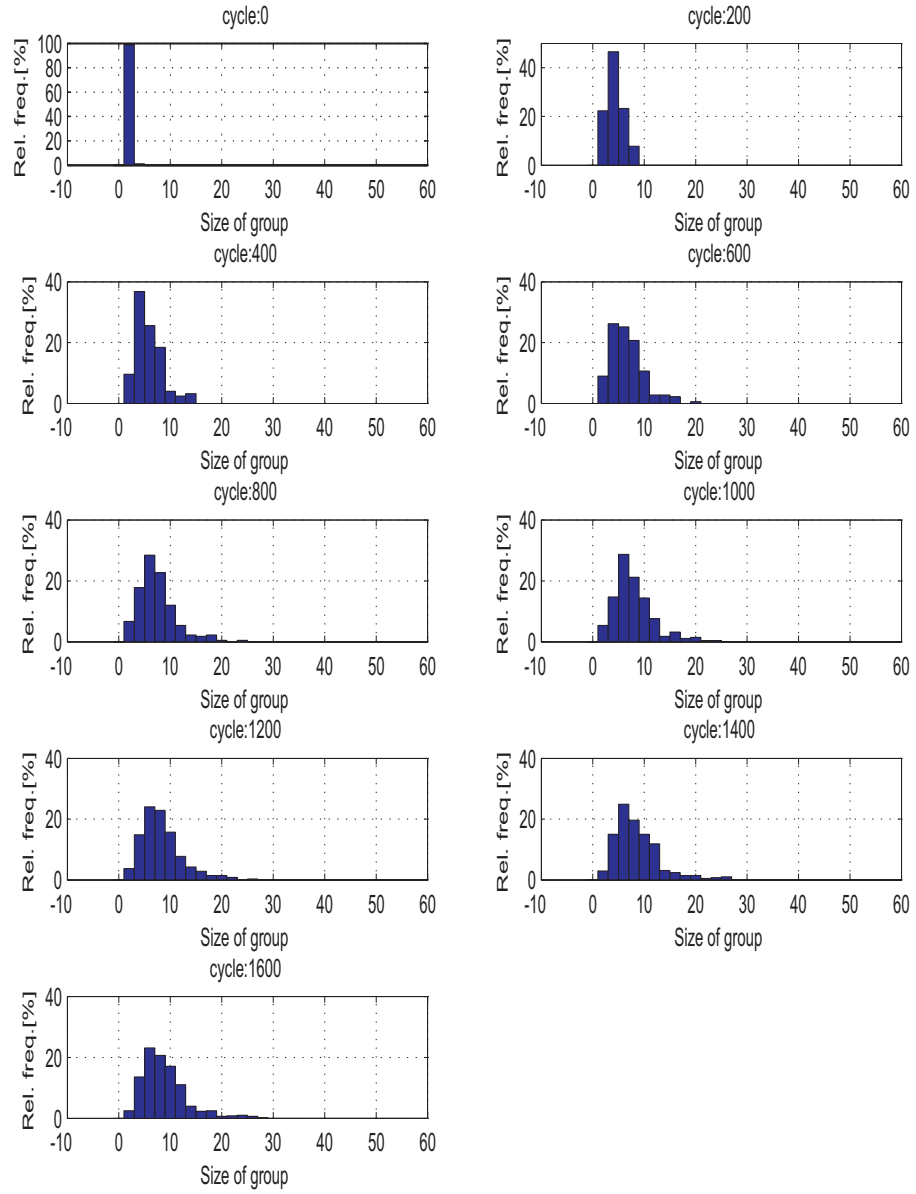 cycle:0
Rel. freq.[%]
100
80
60
40
20
0
-10 0 10 20 30 40 50 60
Size of group
cycle:200
Rel. freq.[%]
40
20
0
-10 0 10 20 30 40 50 60
Size of group
cycle:400
Rel. freq.[%]
40
20
0
-10 0 10 20 30 40 50 60
Size of group
cycle:600
Rel. freq.[%]
40
20
0
-10 0 10 20 30 40 50 60
Size of group
cycle:800
Rel. freq.[%]
40
20
0
-10 0 10 20 30 40 50 60
Size of group
cycle:1000
Rel. freq.[%]
40
20
0
-10 0 10 20 30 40 50 60
Size of group
cycle:1200
Rel. freq.[%]
40
20
0
-10 0 10 20 30 40 50 60
Size of group
cycle:1400
Rel. freq.[%]
40
20
0
-10 0 10 20 30 40 50 60
Size of group
cycle:1600
Rel. freq.[%]
40
20
0
-10 0 10 20 30 40 50 60
Size of group